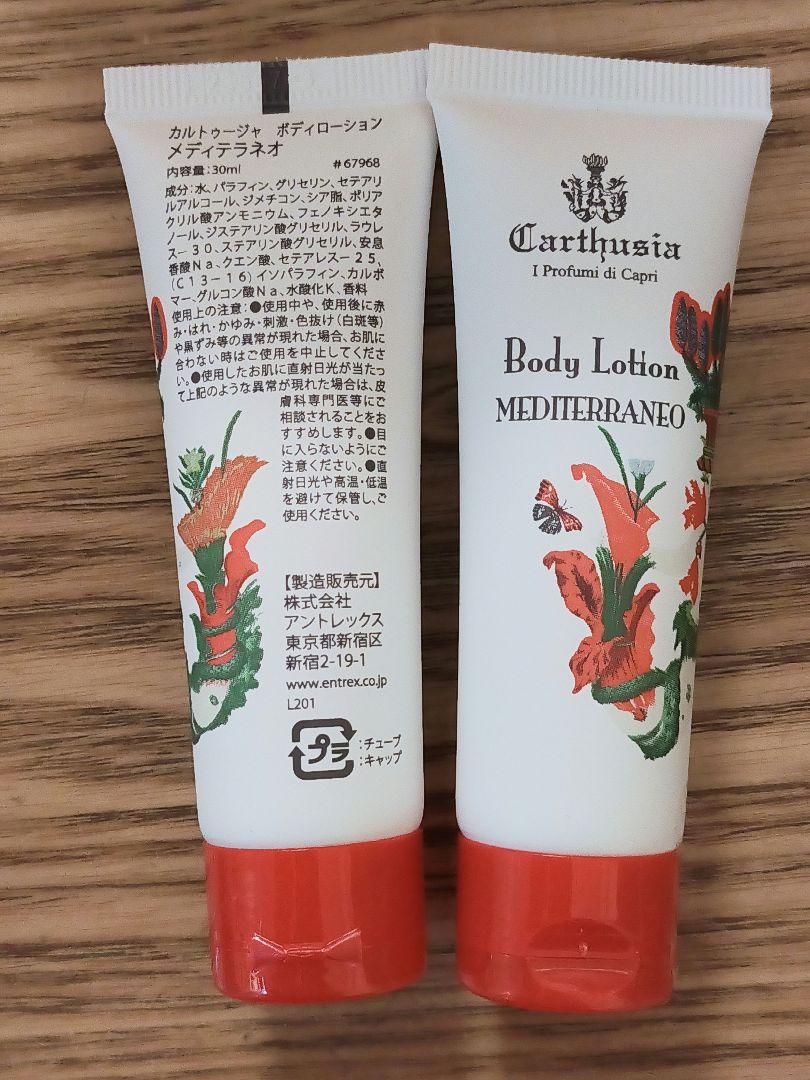 カルトゥージャ　ボディローション
メディテラネオ
内容量:30ml #67968
成分:水、パラフィン、グリセリン、セテアリ
ルアルコール、ジメチコン、シア脂、ポリア
クリル酸アンモニウム、フェノキシエタ
ノール、ジステアリン酸グリセリル、ラウレ
スー30、ステアリン酸グリセリル、安息
香酸Na、クエン酸、セテアレスー25、
(C13ー16)イソパラフィン、カルボ
マー、グルコン酸Na、水酸化K、香料
使用上の注意:●使用中や、使用後に赤
み・はれ・かゆみ・刺激・色抜け(白斑等)
や黒ずみ等の異常が現れた場合、お肌に
合わない時はご使用を中止してくださ
い。●使用したお肌に直射日光が当たっ
て上記のような異常が現れた場合は、皮
膚科専門医等にご
相談されることをお
すすめします。●目
に入らないようにご
注意ください。●直
射日光や高温・低温
を避けて保管し、ご
使用ください。
【製造販売元】
株式会社
アントレックス
東京都新宿区
新宿2-19-1
www.entrex.co.jp
L201
プラ
:チューブ
:キャップ
Carthusia
I Profumi di Capri
Body Lotion
MEDITERRANEO